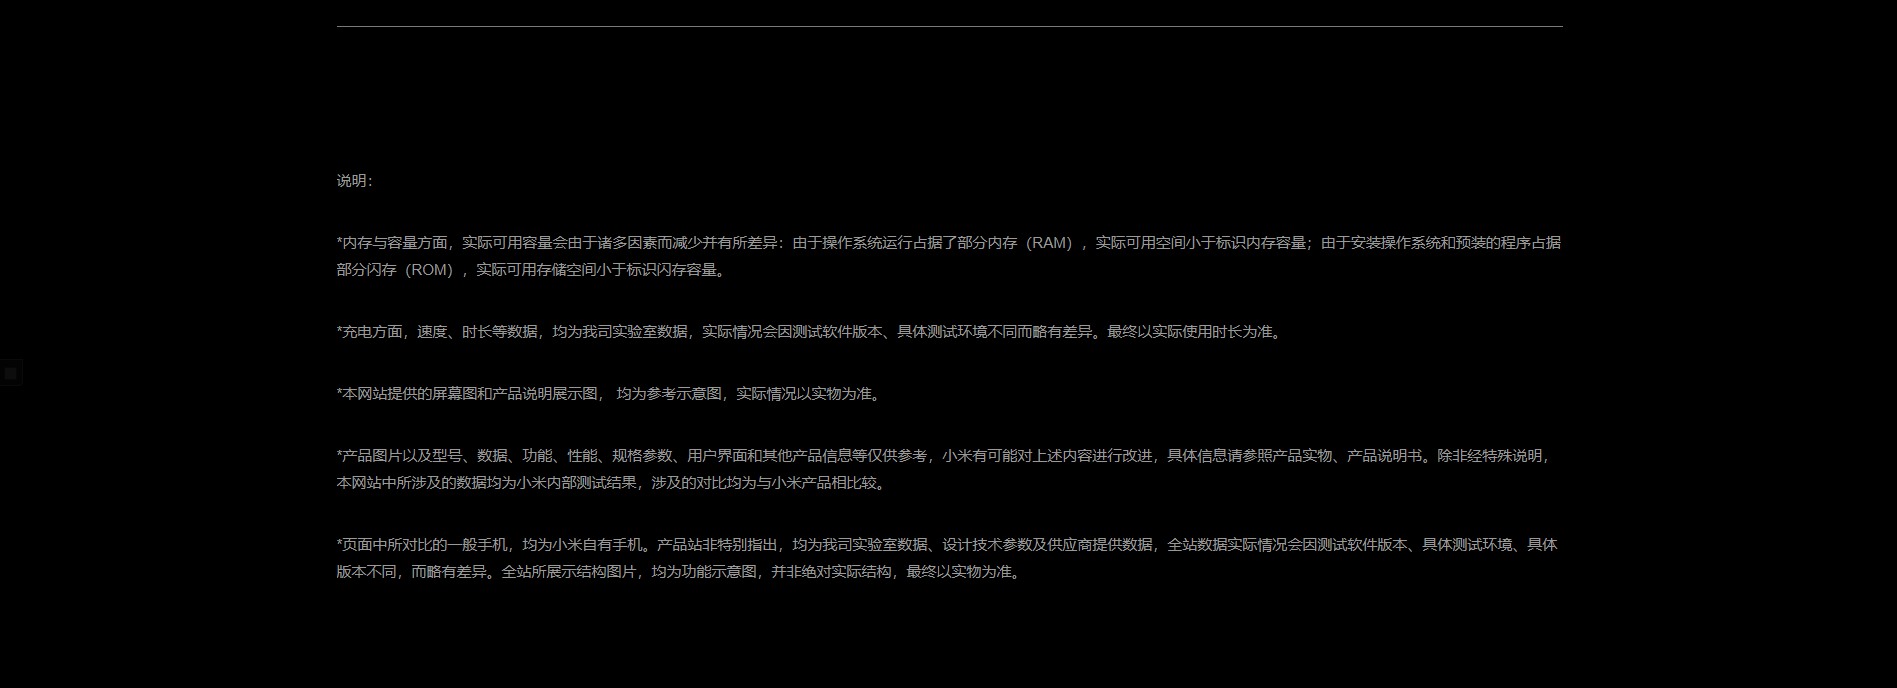 说明：
*内存与容量方面，实际可用容量会由于诸多因素而减少并有所差异：由于操作系统运行占据了部分内存（RAM），实际可用空间小于标识内存容量；由于安装操作系统和预装的程序占据
部分闪存（ROM），实际可用存储空间小于标识闪存容量。
*充电方面，速度、时长等数据，均为我司实验室数据，实际情况会因测试软件版本、具体测试环境不同而略有差异。最终以实际使用时长为准。
*本网站提供的屏幕图和产品说明展示图， 均为参考示意图，实际情况以实物为准。
*产品图片以及型号、数据、功能、性能、规格参数、用户界面和其他产品信息等仅供参考，小米有可能对上述内容进行改进，具体信息请参照产品实物、产品说明书。除非经特殊说明，
本网站中所涉及的数据均为小米内部测试结果，涉及的对比均为与小米产品相比较。
*页面中所对比的一般手机，均为小米自有手机。产品站非特别指出，均为我司实验室数据、设计技术参数及供应商提供数据，全站数据实际情况会因测试软件版本、具体测试环境、具体
版本不同，而略有差异。全站所展示结构图片，均为功能示意图，并非绝对实际结构，最终以实物为准。